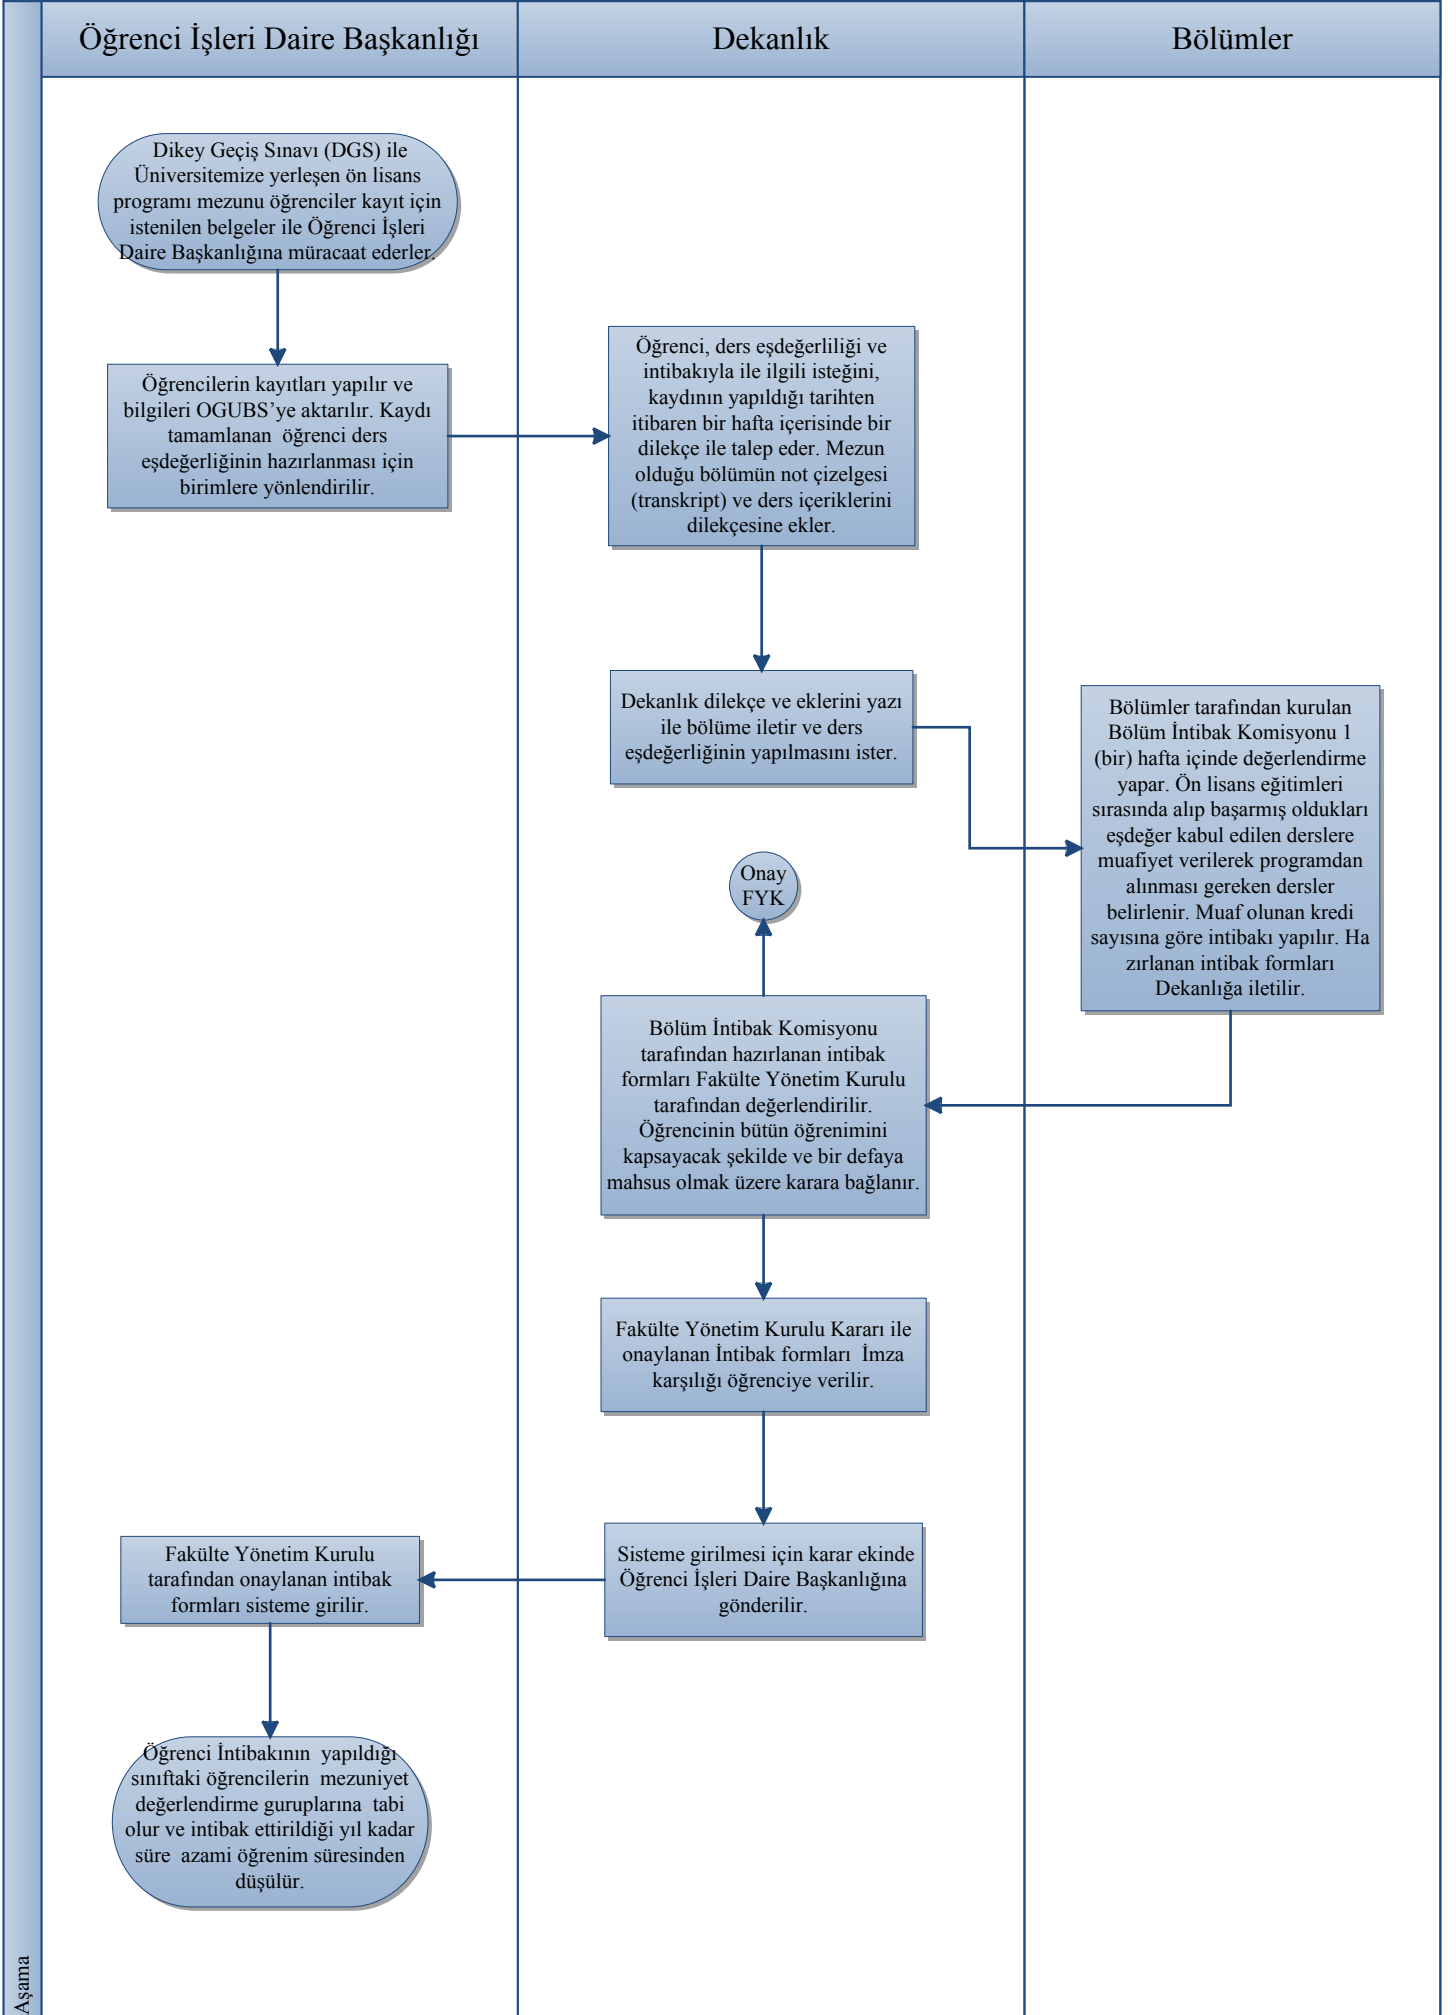 Öğrenci İşleri Daire Başkanlığı
Dekanlık
Bölümler
Dikey Geçiş Sınavı (DGS) ile
Üniversitemize yerleşen ön lisans
programı mezunu öğrenciler kayıt için
istenilen belgeler ile Öğrenci İşleri
Daire Başkanlığına müracaat ederler.
Öğrencilerin kayıtları yapılır ve
bilgileri OGUBS’ye aktarılır. Kaydı
tamamlanan öğrenci ders
eşdeğerliğinin hazırlanması için
birimlere yönlendirilir.
Öğrenci, ders eşdeğerliliği ve
intibakıyla ile ilgili isteğini,
kaydının yapıldığı tarihten
itibaren bir hafta içerisinde bir
dilekçe ile talep eder. Mezun
olduğu bölümün not çizelgesi
(transkript) ve ders içeriklerini
dilekçesine ekler.
Dekanlık dilekçe ve eklerini yazı
ile bölüme iletir ve ders
eşdeğerliğinin yapılmasını ister.
Bölümler tarafından kurulan
Bölüm İntibak Komisyonu 1
(bir) hafta içinde değerlendirme
yapar. Ön lisans eğitimleri
sırasında alıp başarmış oldukları
eşdeğer kabul edilen derslere
muafiyet verilerek programdan
alınması gereken dersler
belirlenir. Muaf olunan kredi
sayısına göre intibakı yapılır. Ha
zırlanan intibak formları
Dekanlığa iletilir.
Onay
FYK
Bölüm İntibak Komisyonu
tarafından hazırlanan intibak
formları Fakülte Yönetim Kurulu
tarafından değerlendirilir.
Öğrencinin bütün öğrenimini
kapsayacak şekilde ve bir defaya
mahsus olmak üzere karara bağlanır.
Fakülte Yönetim Kurulu Kararı ile
onaylanan İntibak formları İmza
karşılığı öğrenciye verilir.
Sisteme girilmesi için karar ekinde
Öğrenci İşleri Daire Başkanlığına
gönderilir.
Fakülte Yönetim Kurulu
tarafından onaylanan intibak
formları sisteme girilir.
Öğrenci İntibakının yapıldığı
sınıftaki öğrencilerin mezuniyet
değerlendirme guruplarına tabi
olur ve intibak ettirildiği yıl kadar
süre azami öğrenim süresinden
düşülür.
Aşama